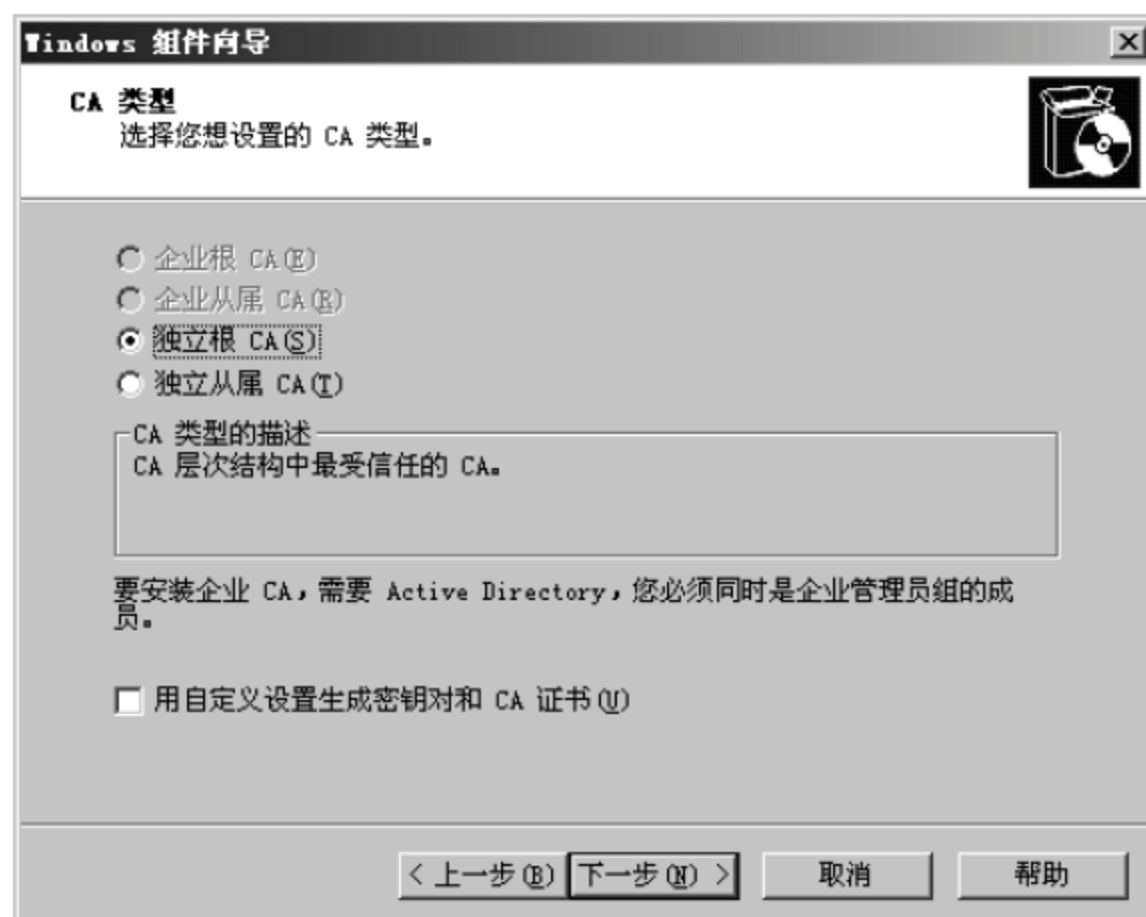 Windows 组件向导
CA 类型
选择您想设置的 CA 类型。
企业根 CA(E)
企业从属 CA(R)
独立根 CA(S)
独立从属 CA(T)
CA 类型的描述
CA 层次结构中最受信任的 CA。
要安装企业 CA，需要 Active Directory，您必须同时是企业管理员组的成
员。
用自定义设置生成密钥对和 CA 证书(U)
< 上一步(B) 下一步(N) > 取消 帮助